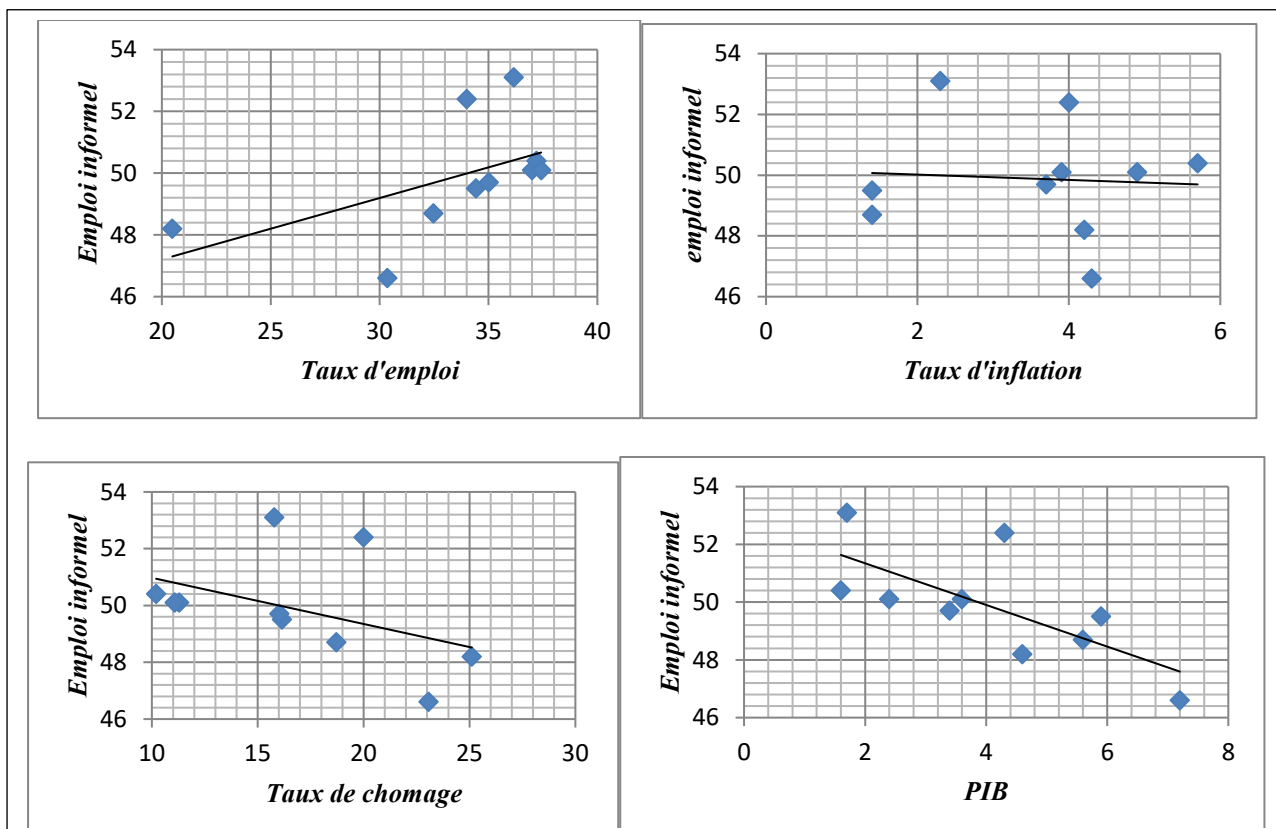 54
52
50
48
46
Emploi informel
20 25 30 35 40
Taux d'emploi
54
52
50
48
46
emploi informel
0 2 4 6
Taux d'inflation
54
52
50
48
46
Emploi informel
10 15 20 25 30
Taux de chomage
54
52
50
48
46
Emploi informel
0 2 4 6 8
PIB